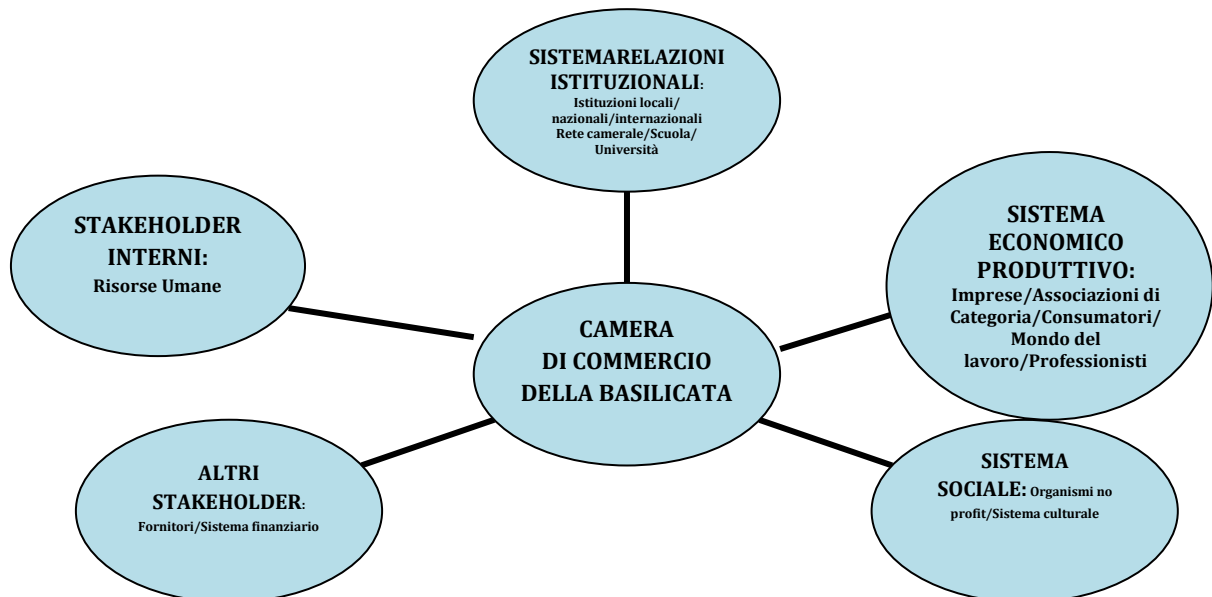 SISTEMARELAZIONI
ISTITUZIONALI:
Istituzioni locali/
nazionali/internazionali
Rete camerale/Scuola/
Università
STAKEHOLDER
INTERNI:
Risorse Umane
SISTEMA
ECONOMICO
PRODUTTIVO:
Imprese/Associazioni di
Categoria/Consumatori/
Mondo del
lavoro/Professionisti
CAMERA
DI COMMERCIO
DELLA BASILICATA
ALTRI
STAKEHOLDER:
Fornitori/Sistema finanziario
SISTEMA
SOCIALE: Organismi no
profit/Sistema culturale